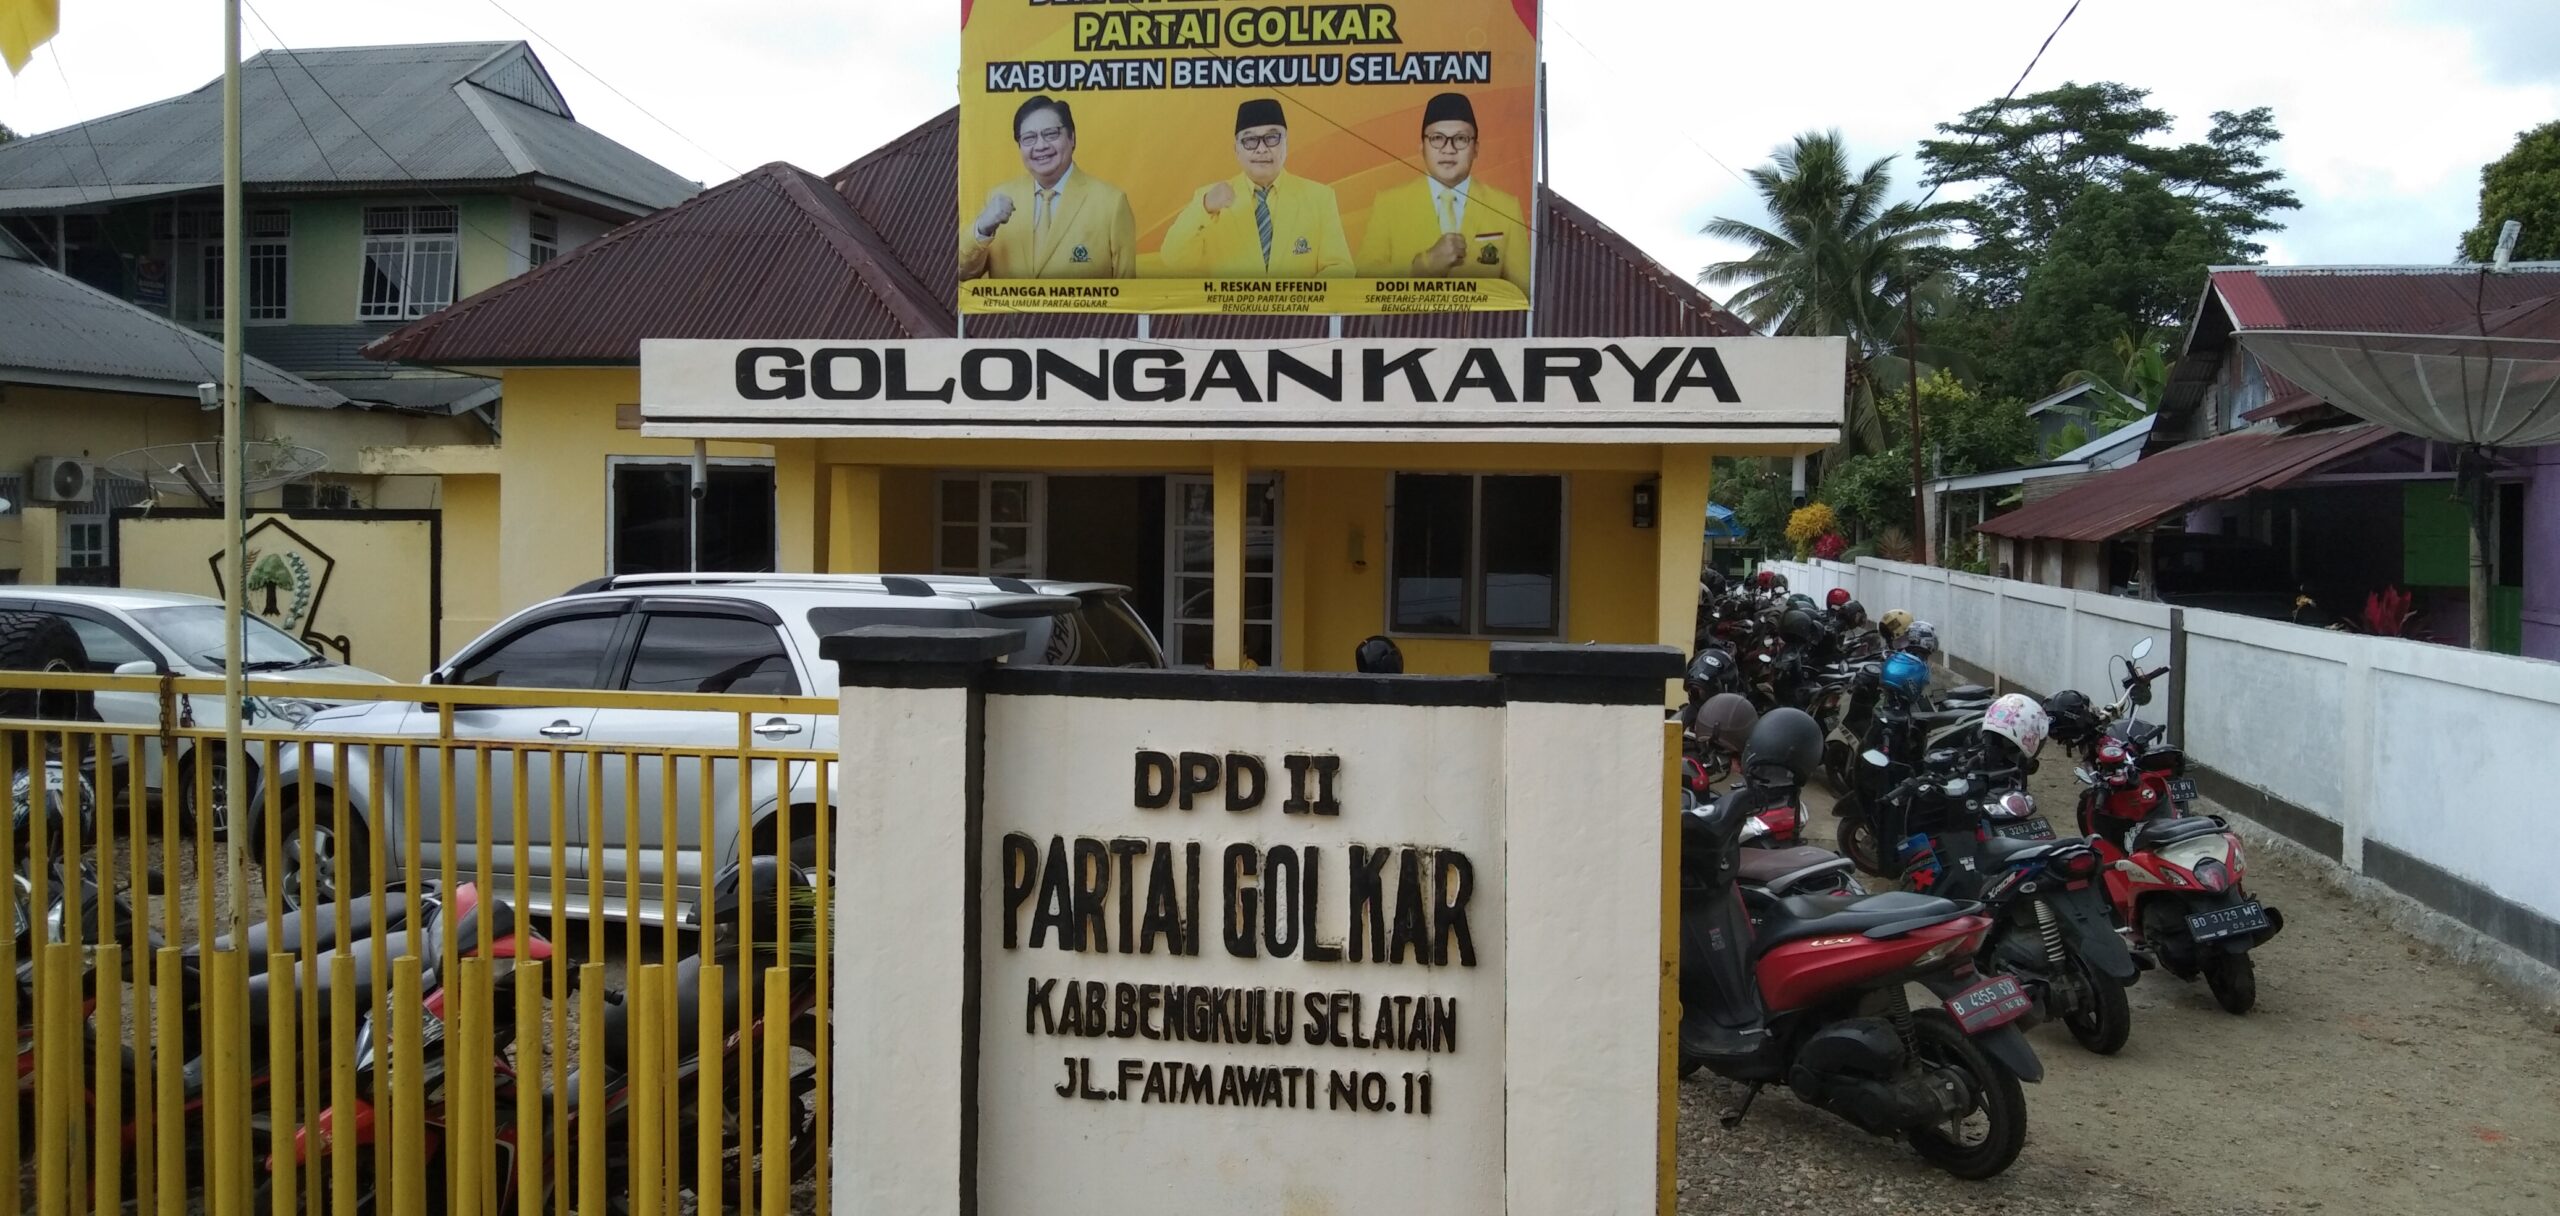 PARTAI GOLKAR
KABUPATEN BENGKULU SELATAN
AIRLANGGA HARTANTO
KETUA UMUM PARTAI GOLKAR
H. RESKAN EFFENDI
KETUA DPD PARTAI GOLKAR
BENGKULU SELATAN
DODI MARTIAN
SEKRETARIS PARTAI GOLKAR
BENGKULU SELATAN
GOLONGAN KARYA
DPD II
PARTAI GOLKAR
KAB.BENGKULU SELATAN
JL.FATMAWATI NO.11
BD 3129 MF
09·24